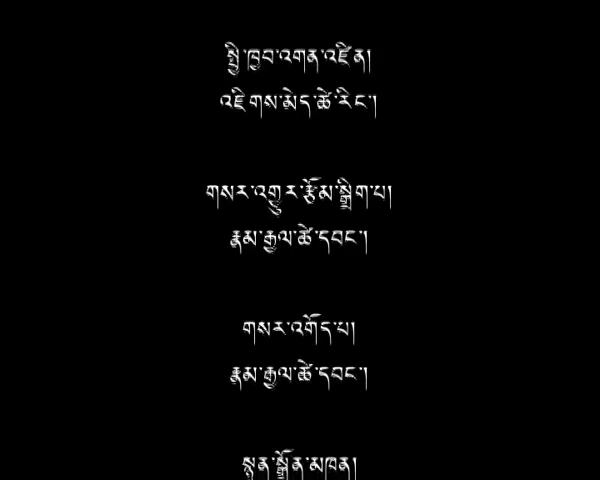 སྤྱི་ཁྱབ་འགན་འཛིན།
འཇིགས་མེད་ཚེ་རིང་།
གསར་འགྱུར་རྩོམ་སྒྲིག་པ།
རྣམ་རྒྱལ་ཚེ་དབང་།
གསར་འགོད་པ།
རྣམ་རྒྱལ་ཚེ་དབང་།
སྙན་སྒྲོན་མཁན།